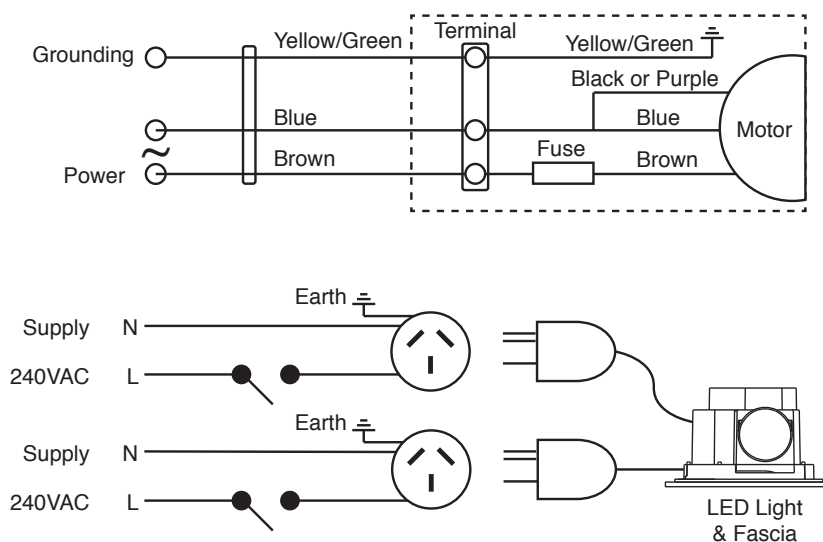 Grounding
Yellow/Green
Terminal
Yellow/Green
Black or Purple
Blue
Blue
Motor
~
Power
Brown
Fuse
Brown
Earth
Supply N
240VAC L
Earth
Supply N
240VAC L
LED Light
& Fascia